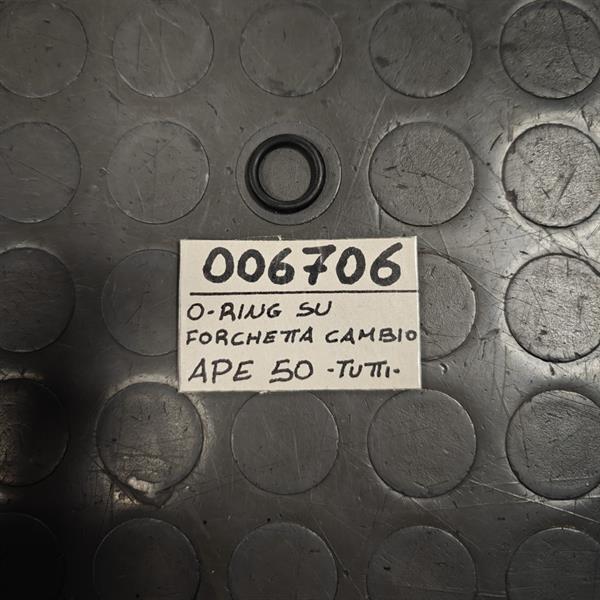 006706
O-RING SU
FORCHETTA CAMBIO
APE 50 -TUTTI-